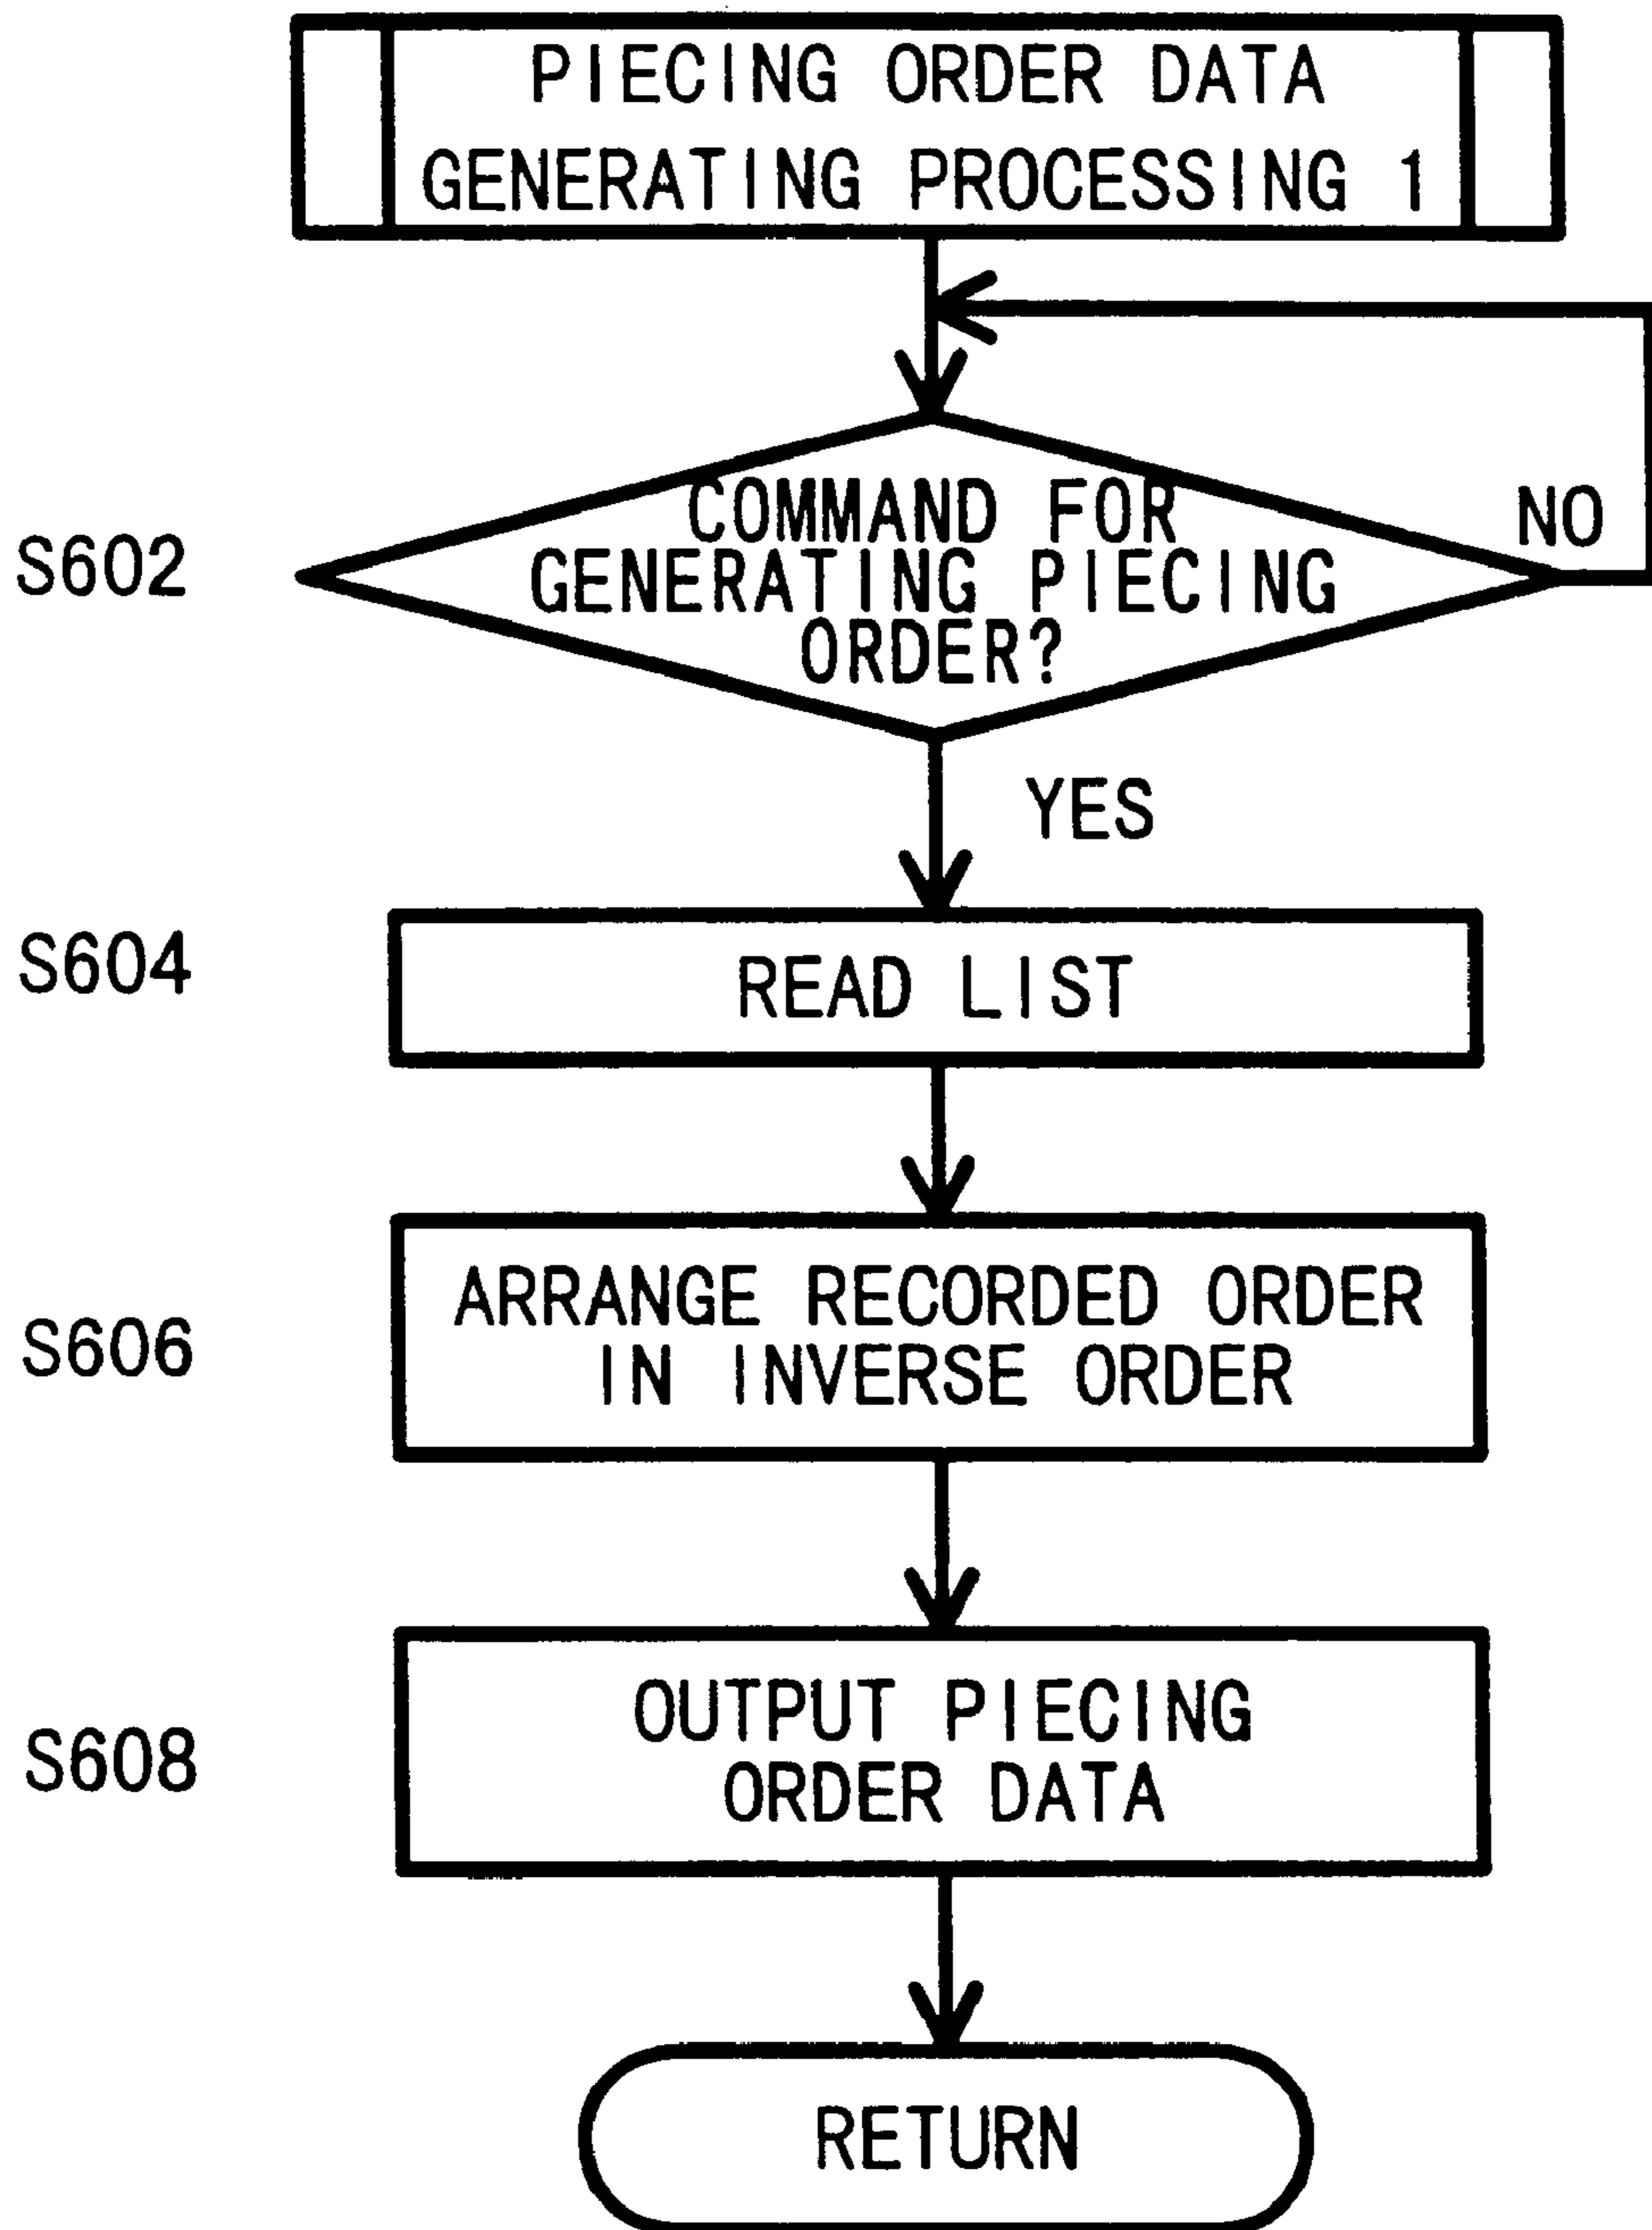 PIECING ORDER DATA
GENERATING PROCESSING 1
S602
COMMAND FOR
GENERATING PIECING
ORDER?
NO
YES
S604
READ LIST
S606
ARRANGE RECORDED ORDER
IN INVERSE ORDER
S608
OUTPUT PIECING
ORDER DATA
RETURN